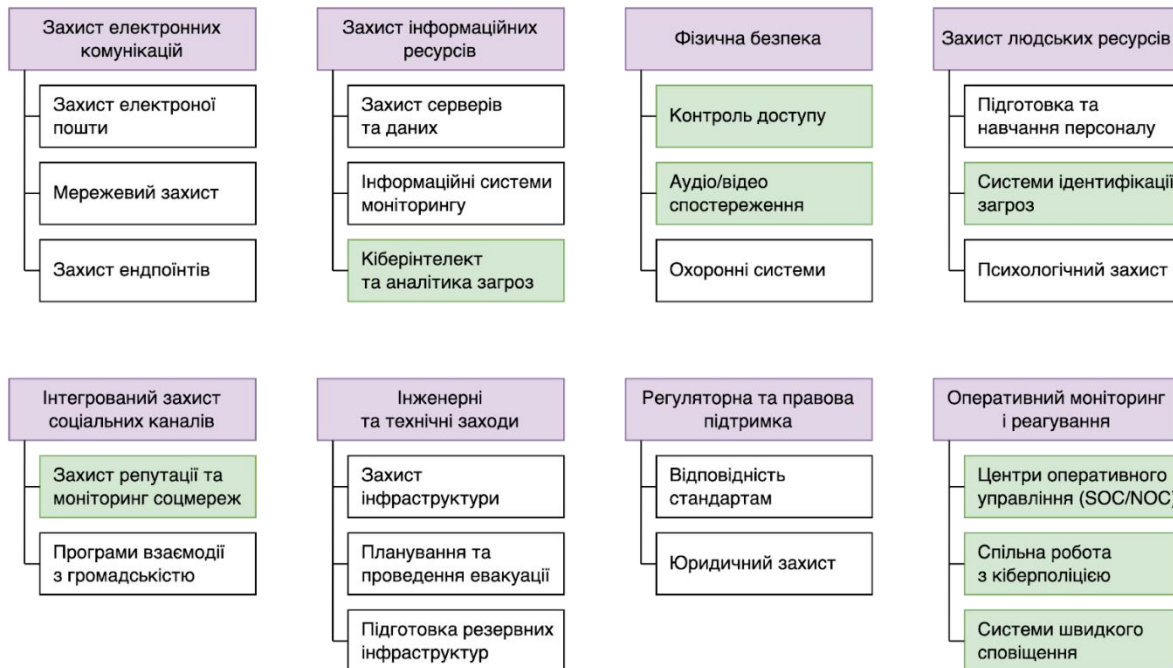 Захист електронних
комунікацій
Захист електроної
пошти
Мережевий захист
Захист ендпоїнтів
Захист інформаційних
ресурсів
Захист серверів
та даних
Інформаційні системи
моніторингу
Кіберінтелект
та аналітика загроз
Фізична безпека
Контроль доступу
Аудіо/відео
спостереження
Охоронні системи
Захист людських ресурсів
Підготовка та
навчання персоналу
Системи ідентифікації
загроз
Психологічний захист
Інтегрований захист
соціальних каналів
Захист репутації та
моніторинг соцмереж
Програми взаємодії
з громадськістю
Інженерні
та технічні заходи
Захист
інфраструктури
Планування та
проведення евакуації
Підготовка резервних
інфраструктур
Регуляторна та правова
підтримка
Відповідність
стандартам
Юридичний захист
Оперативний моніторинг
і реагування
Центри оперативного
управління (SOC/NOC)
Спільна робота
з кіберполіцією
Системи швидкого
сповіщення